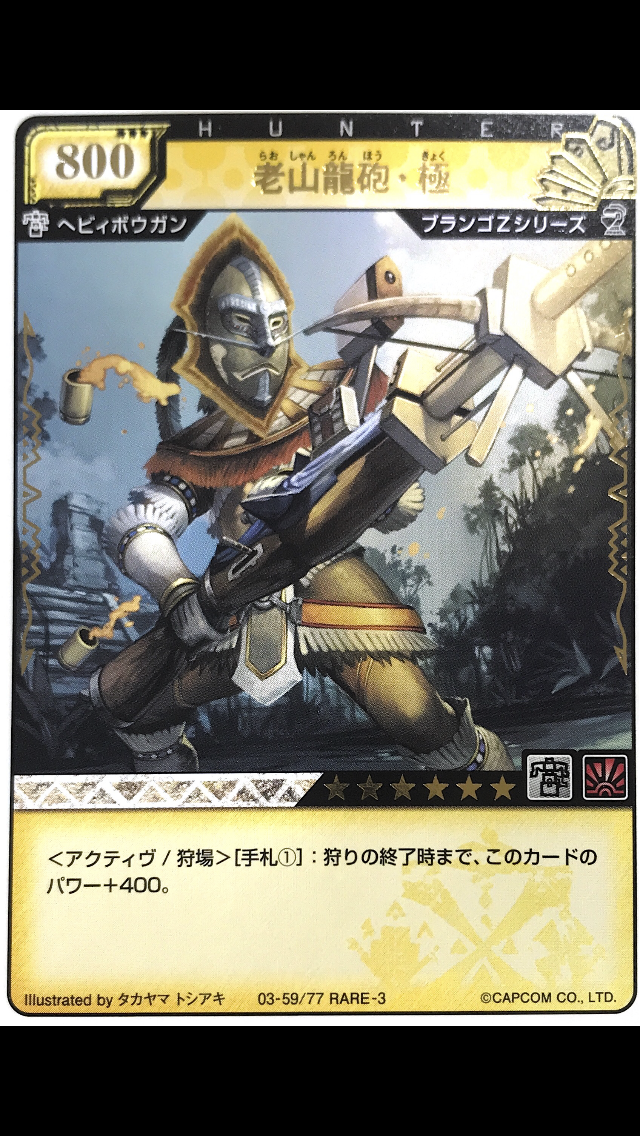 HUNTER
800
らお しゃん ろん ほう きょく
老山龍砲・極
ヘビィボウガン
ブランゴZシリーズ
<アクティヴ / 狩場>[手札①]：狩りの終了時まで、このカードの
パワー+400。
Illustrated by タカヤマ トシアキ 03-59/77 RARE-3 ©CAPCOM CO., LTD.